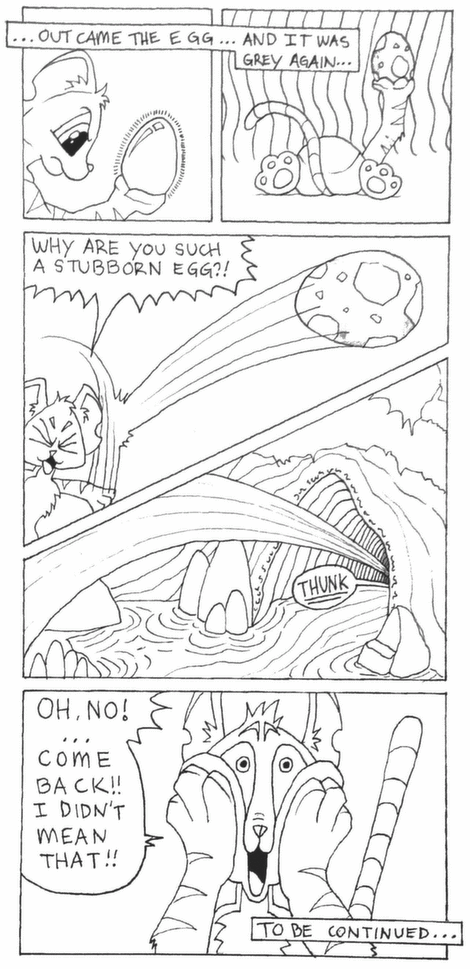 ...OUT CAME THE EGG...
AND IT WAS
GREY AGAIN...
WHY ARE YOU SUCH
A STUBBORN EGG?!
THUNK
OH, NO!
...
COME
BACK!!
I DIDN'T
MEAN
THAT!!
TO BE CONTINUED...